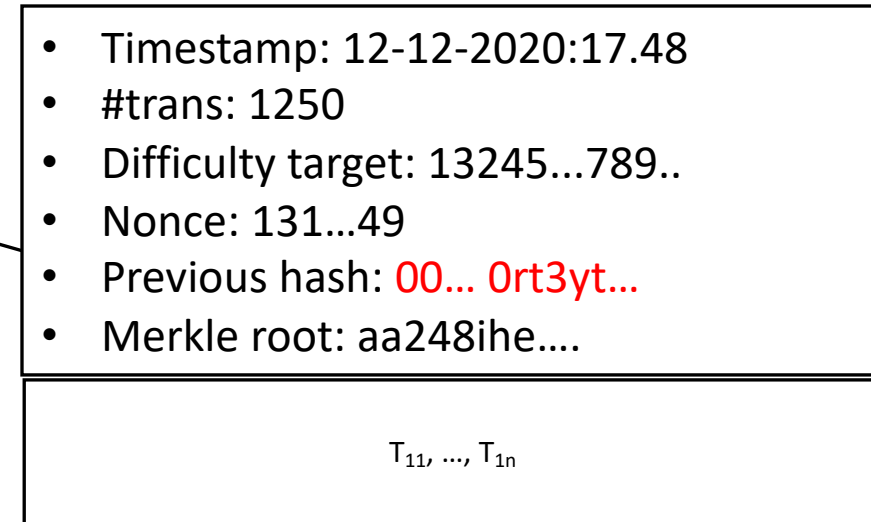 • Timestamp: 12-12-2020:17.48
• #trans: 1250
• Difficulty target: 13245...789..
• Nonce: 131…49
• Previous hash: 00… 0rt3yt…
• Merkle root: aa248ihe….
T₁₁, …, T₁ₙ